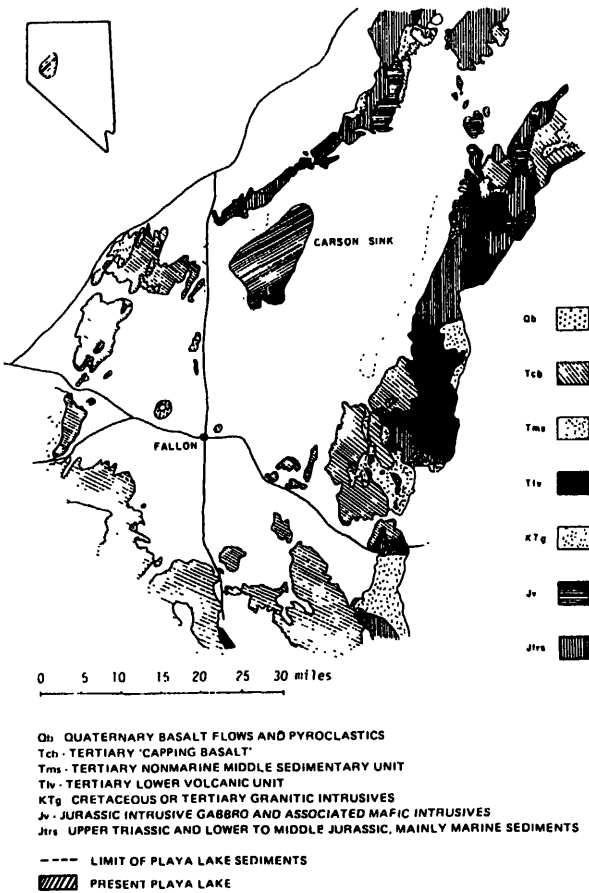 CARSON SINK
FALLON
Qb
Tcb
Tms
Tlv
KTg
Jv
Jtrs
0 5 10 15 20 22 30 miles
Qb QUATERNARY BASALT FLOWS AND PYROCLASTICS
Tcb - TERTIARY 'CAPPING BASALT'
Tms - TERTIARY NONMARINE MIDDLE SEDIMENTARY UNIT
Tlv - TERTIARY LOWER VOLCANIC UNIT
KTg CRETACEOUS OR TERTIARY GRANITIC INTRUSIVES
Jv - JURASSIC INTRUSIVE GABBRO AND ASSOCIATED MAFIC INTRUSIVES
Jtrs UPPER TRIASSIC AND LOWER TO MIDDLE JURASSIC, MAINLY MARINE SEDIMENTS
---- LIMIT OF PLAYA LAKE SEDIMENTS
PRESENT PLAYA LAKE